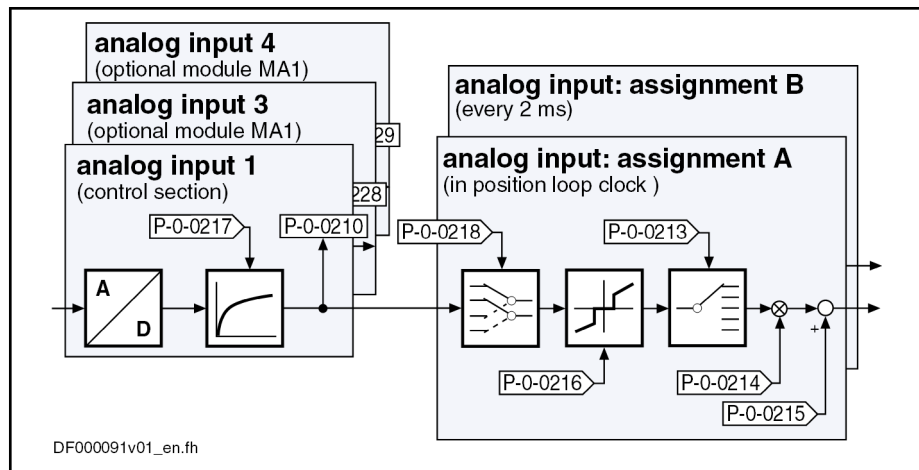 analog input 4
(optional module MA1)
analog input 3
(optional module MA1)
29
analog input 1
(control section)
228
P-0-0217
P-0-0210
A
D
analog input: assignment B
(every 2 ms)
analog input: assignment A
(in position loop clock )
P-0-0218
P-0-0213
+
P-0-0216
P-0-0214
P-0-0215
DF000091v01_en.fh